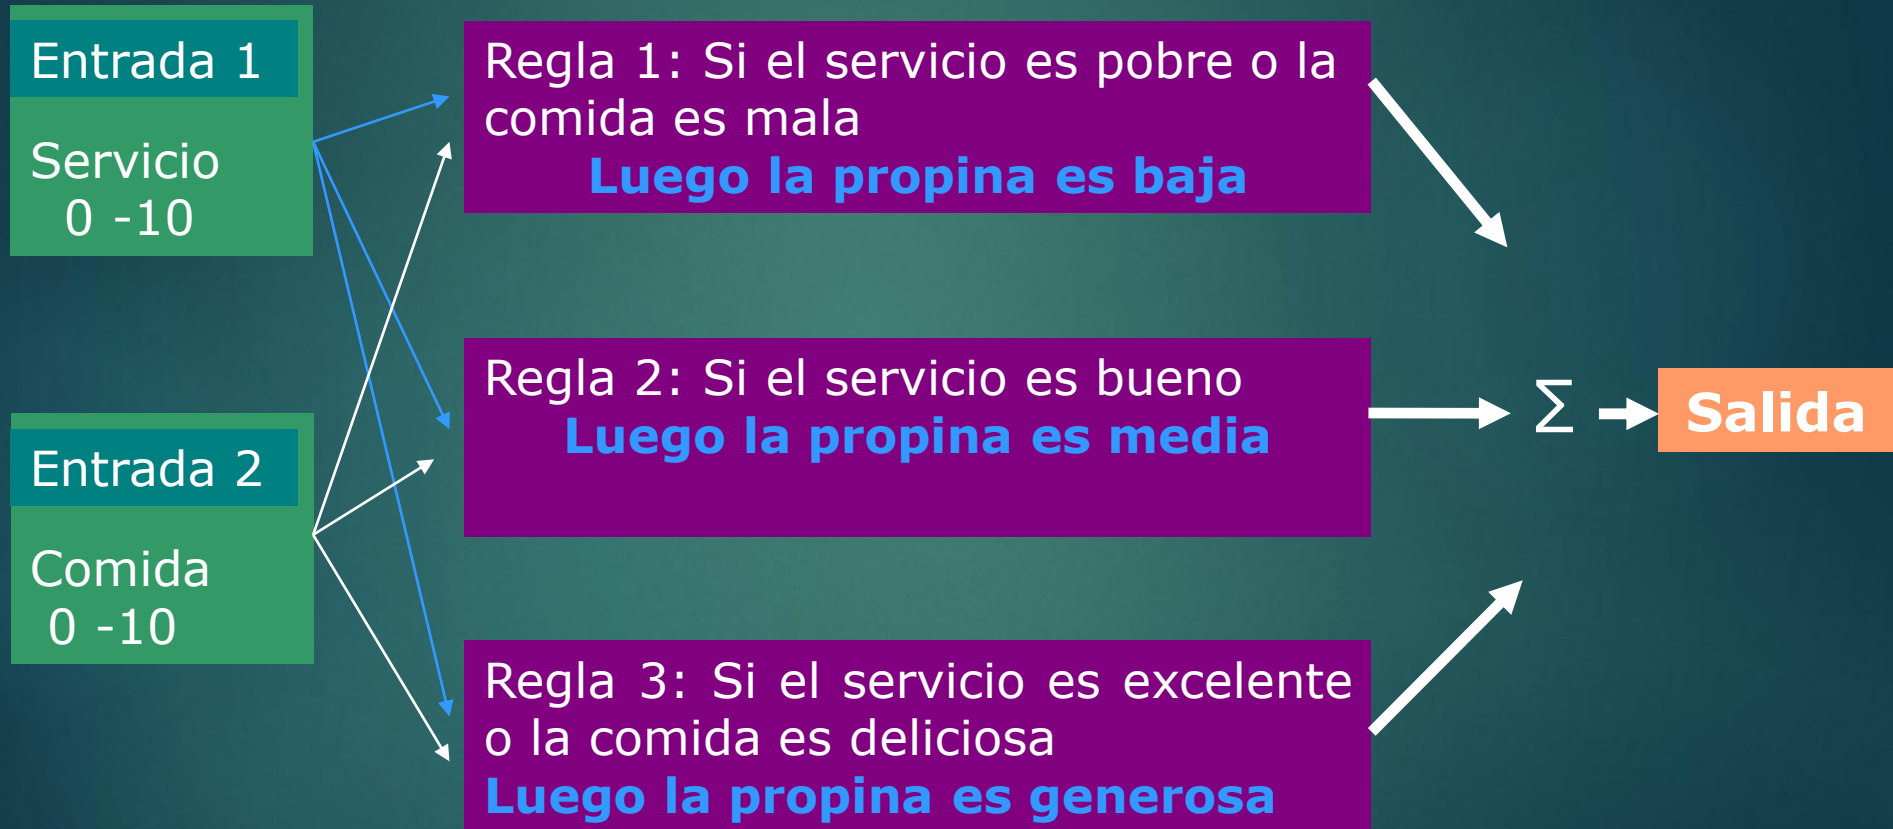 Entrada 1
Servicio
0 -10
Entrada 2
Comida
0 -10
Regla 1: Si el servicio es pobre o la
comida es mala
Luego la propina es baja
Regla 2: Si el servicio es bueno
Luego la propina es media
Regla 3: Si el servicio es excelente
o la comida es deliciosa
Luego la propina es generosa
∑
Salida